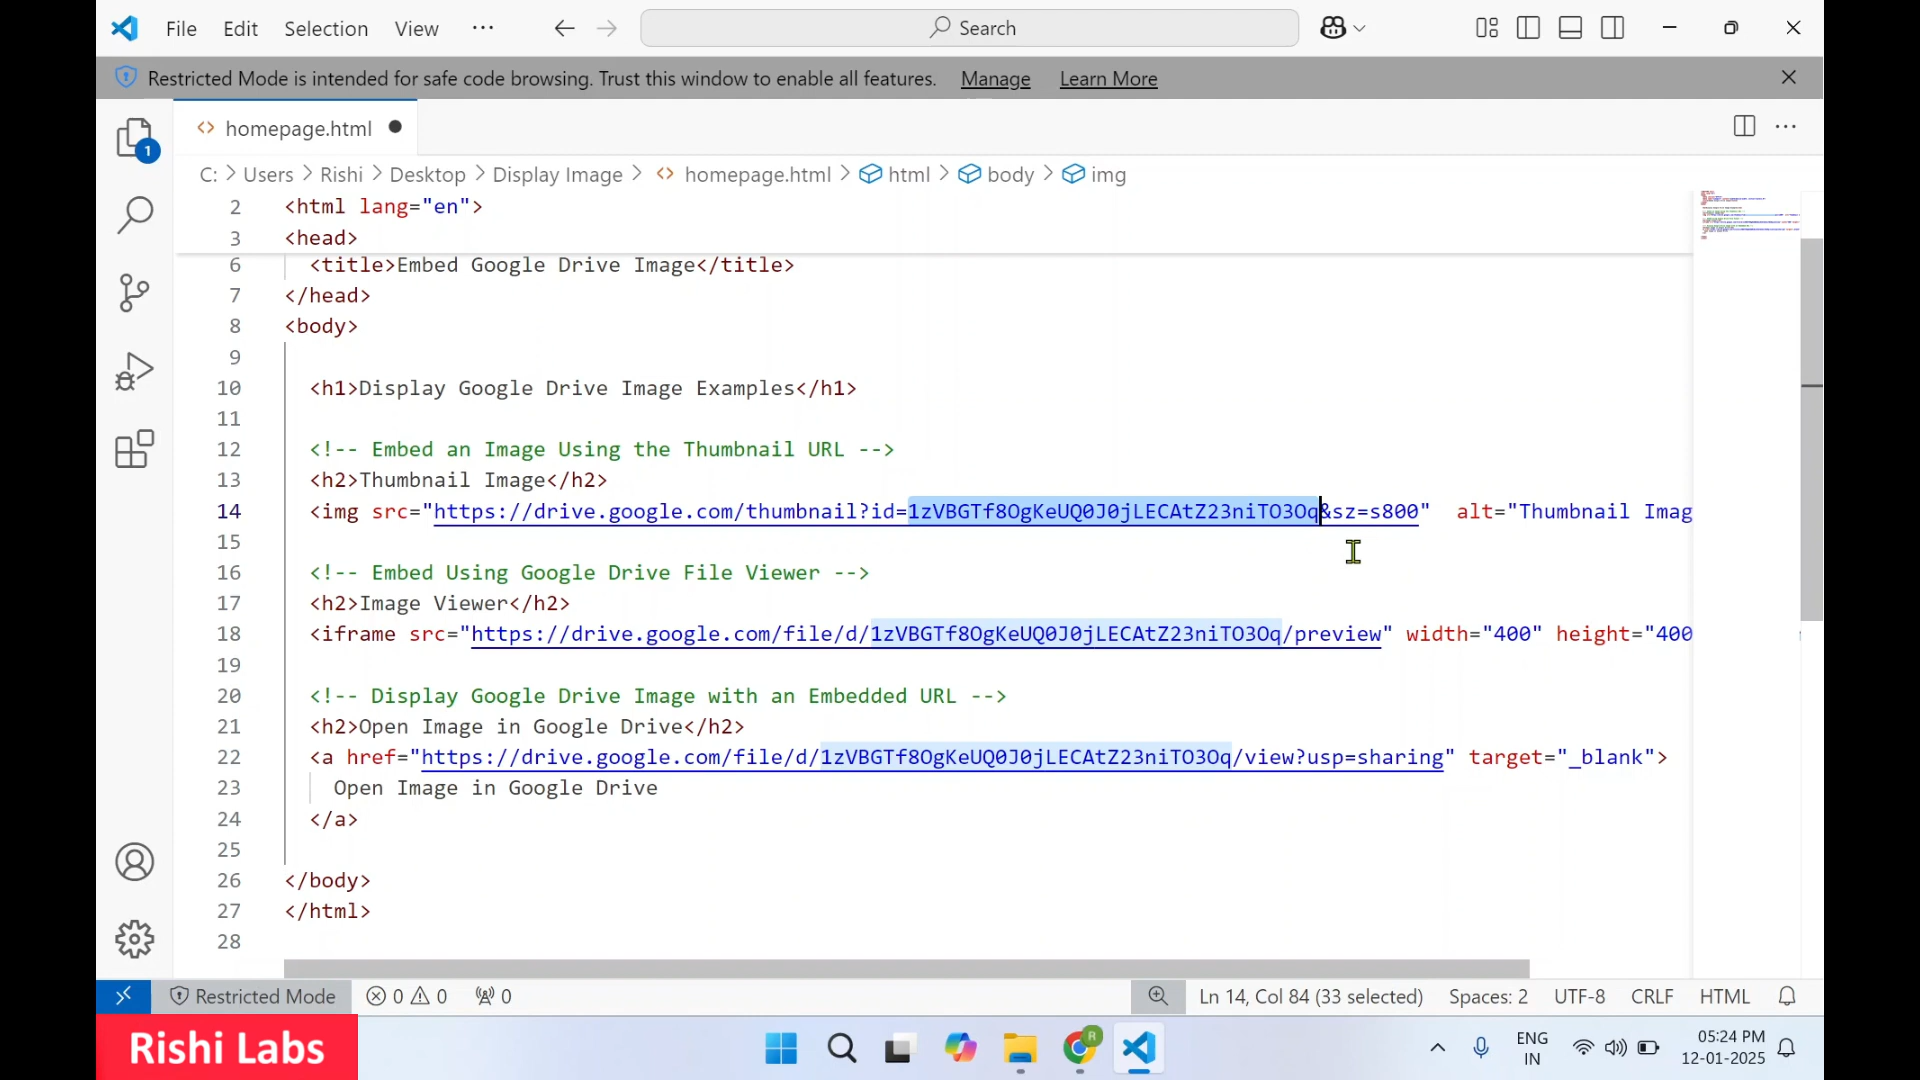 File Edit Selection View ··· Search
Restricted Mode is intended for safe code browsing. Trust this window to enable all features. Manage Learn More
1
homepage.html
C: > Users > Rishi > Desktop > Display Image > homepage.html > html > body > img
2 <html lang="en">
3 <head>
6 <title>Embed Google Drive Image</title>
7 </head>
8 <body>
9
10 <h1>Display Google Drive Image Examples</h1>
11
12 <!-- Embed an Image Using the Thumbnail URL -->
13 <h2>Thumbnail Image</h2>
14 <img src="https://drive.google.com/thumbnail?id=1zVBGTf8OgKeUQ0J0jLECAtZ23niTO3Oq&sz=s800" alt="Thumbnail Imag
15
16 <!-- Embed Using Google Drive File Viewer -->
17 <h2>Image Viewer</h2>
18 <iframe src="https://drive.google.com/file/d/1zVBGTf8OgKeUQ0J0jLECAtZ23niTO3Oq/preview" width="400" height="400
19
20 <!-- Display Google Drive Image with an Embedded URL -->
21 <h2>Open Image in Google Drive</h2>
22 <a href="https://drive.google.com/file/d/1zVBGTf8OgKeUQ0J0jLECAtZ23niTO3Oq/view?usp=sharing" target="_blank">
23 Open Image in Google Drive
24 </a>
25
26 </body>
27 </html>
28
Restricted Mode 0 0 0 Ln 14, Col 84 (33 selected) Spaces: 2 UTF-8 CRLF HTML
Rishi Labs
R
ENG
IN
05:24 PM
12-01-2025